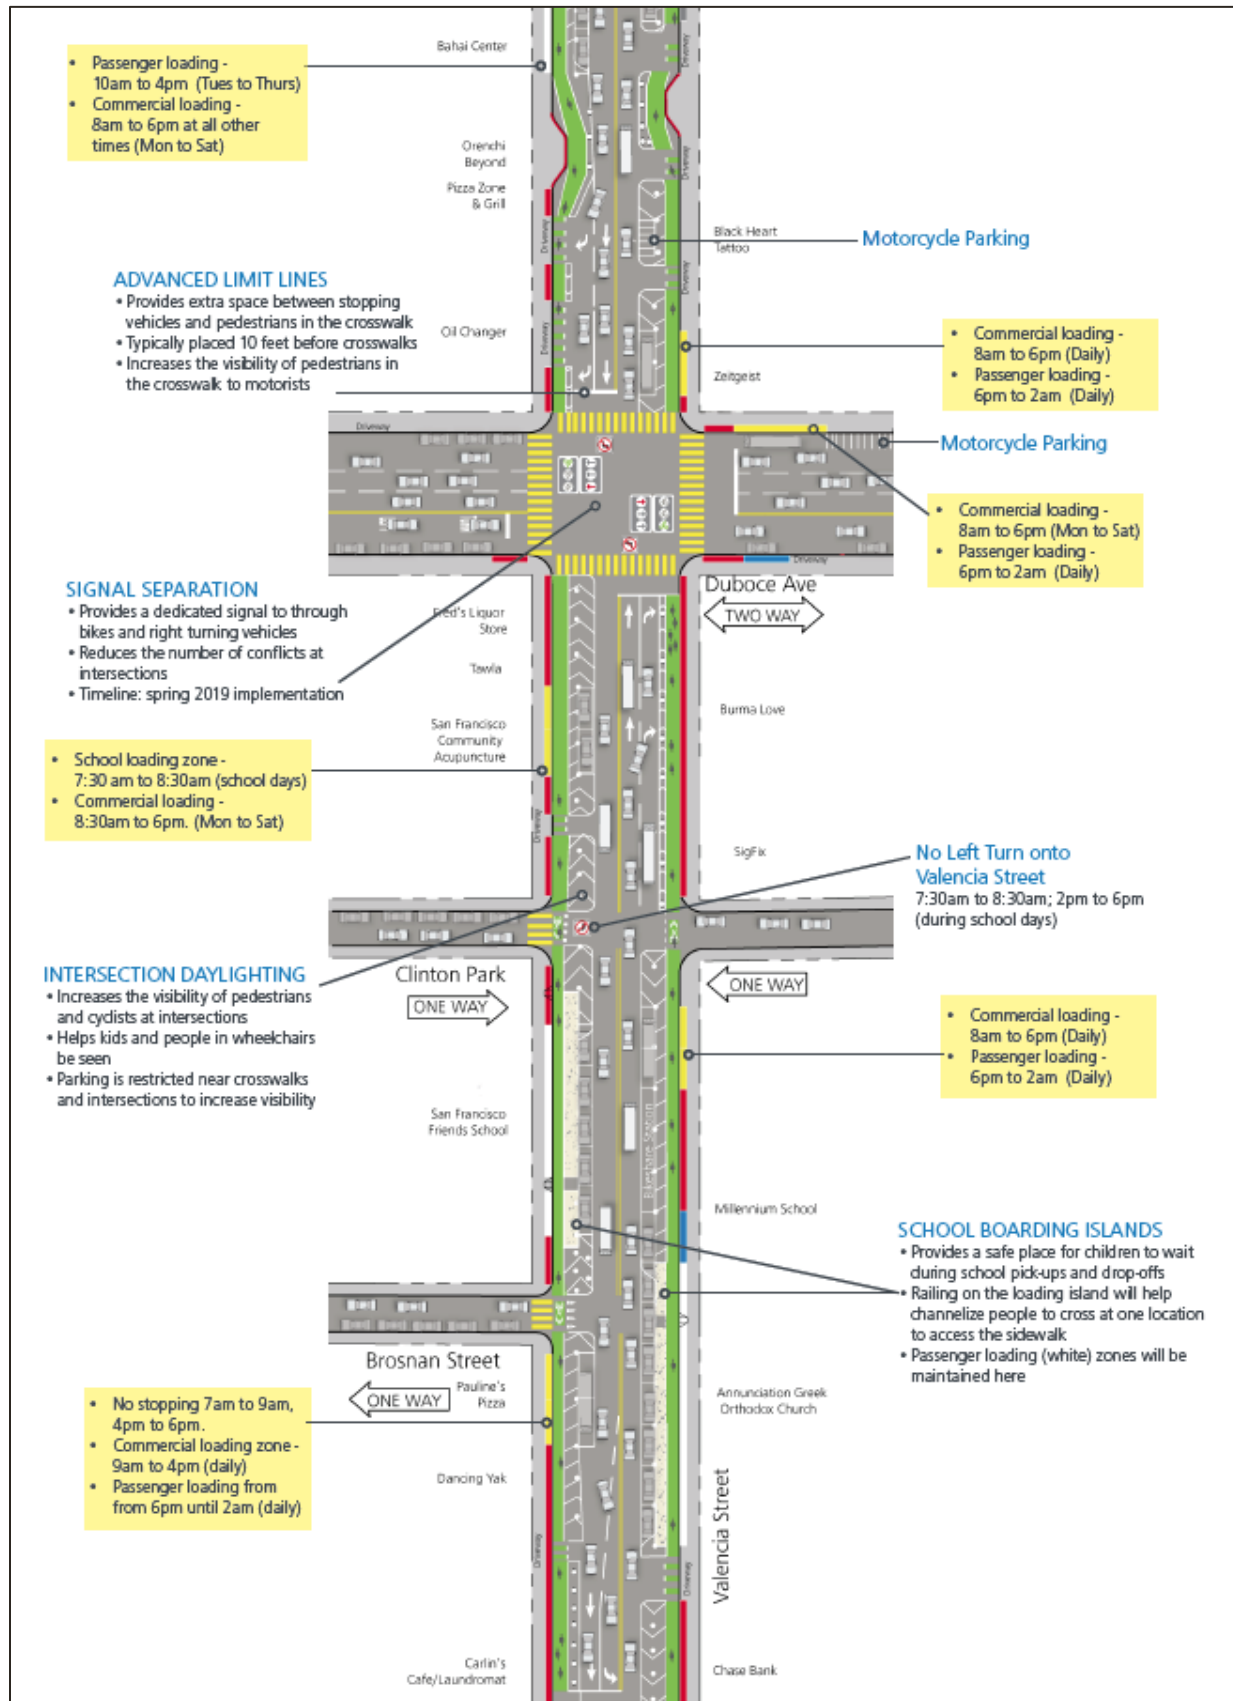 Bahai Center
• Passenger loading -
10am to 4pm (Tues to Thurs)
• Commercial loading -
8am to 6pm at all other
times (Mon to Sat)
Driveway
Orenchi
Beyond
Pizza Zone
& Grill
Driveway
Driveway
Black Heart
Tattoo
Motorcycle Parking
Driveway
ADVANCED LIMIT LINES
• Provides extra space between stopping
vehicles and pedestrians in the crosswalk
• Typically placed 10 feet before crosswalks
• Increases the visibility of pedestrians in
the crosswalk to motorists
Oil Changer
Driveway
Zeitgeist
• Commercial loading -
8am to 6pm (Daily)
• Passenger loading -
6pm to 2am (Daily)
Driveway
Motorcycle Parking
• Commercial loading -
8am to 6pm (Mon to Sat)
• Passenger loading -
6pm to 2am (Daily)
Driveway
Duboce Ave
TWO WAY
SIGNAL SEPARATION
• Provides a dedicated signal to through
bikes and right turning vehicles
• Reduces the number of conflicts at
intersections
• Timeline: spring 2019 implementation
Fred's Liquor
Store
Tawla
Burma Love
San Francisco
Community
Acupuncture
• School loading zone -
7:30 am to 8:30am (school days)
• Commercial loading -
8:30am to 6pm. (Mon to Sat)
Driveway
SigFix
No Left Turn onto
Valencia Street
7:30am to 8:30am; 2pm to 6pm
(during school days)
INTERSECTION DAYLIGHTING
• Increases the visibility of pedestrians
and cyclists at intersections
• Helps kids and people in wheelchairs
be seen
• Parking is restricted near crosswalks
and intersections to increase visibility
Clinton Park
ONE WAY
ONE WAY
• Commercial loading -
8am to 6pm (Daily)
• Passenger loading -
6pm to 2am (Daily)
San Francisco
Friends School
Bikeshare Station
Millennium School
SCHOOL BOARDING ISLANDS
• Provides a safe place for children to wait
during school pick-ups and drop-offs
• Railing on the loading island will help
channelize people to cross at one location
to access the sidewalk
• Passenger loading (white) zones will be
maintained here
Brosnan Street
ONE WAY
Pauline's
Pizza
Annunciation Greek
Orthodox Church
• No stopping 7am to 9am,
4pm to 6pm.
• Commercial loading zone -
9am to 4pm (daily)
• Passenger loading from
from 6pm until 2am (daily)
Dancing Yak
Valencia Street
Driveway
Driveway
Carlin's
Cafe/Laundromat
Chase Bank